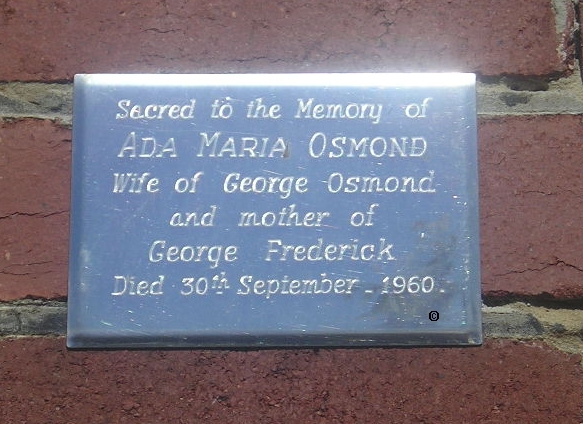 Sacred to the Memory of
ADA MARIA OSMOND
Wife of George Osmond
and mother of
George Frederick
Died 30th September - 1960.
©